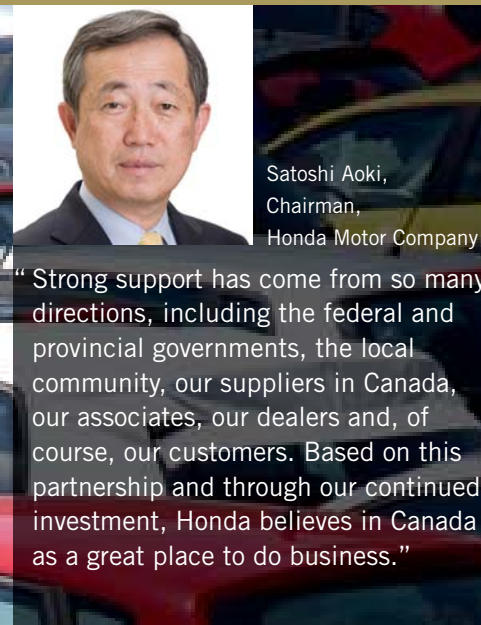 Satoshi Aoki,
Chairman,
Honda Motor Company
“ Strong support has come from so many
directions, including the federal and
provincial governments, the local
community, our suppliers in Canada,
our associates, our dealers and, of
course, our customers. Based on this
partnership and through our continued
investment, Honda believes in Canada
as a great place to do business.”